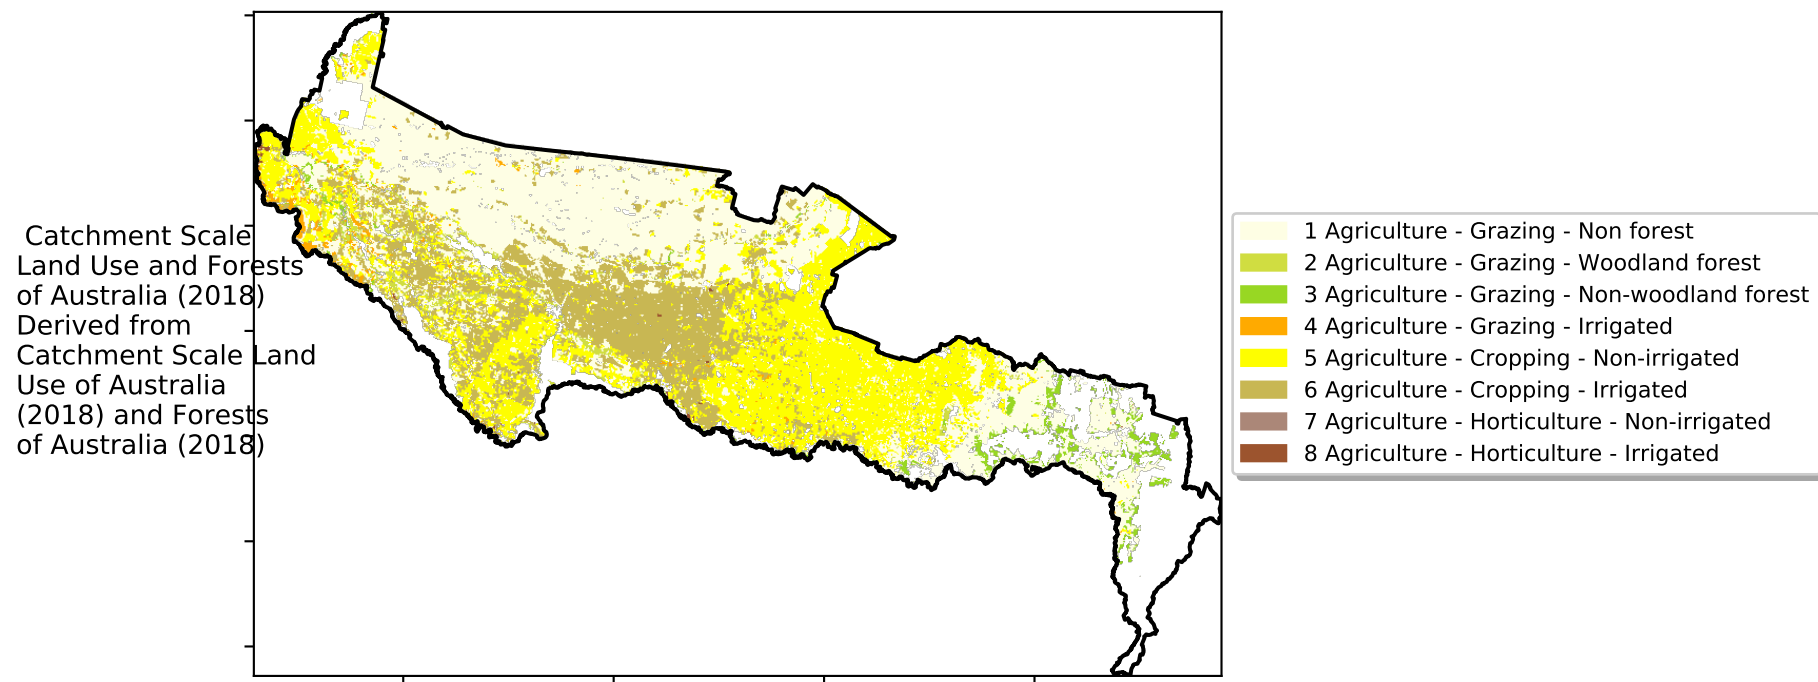 Catchment Scale
Land Use and Forests
of Australia (2018)
Derived from
Catchment Scale Land
Use of Australia
(2018) and Forests
of Australia (2018)
1 Agriculture - Grazing - Non forest
2 Agriculture - Grazing - Woodland forest
3 Agriculture - Grazing - Non-woodland forest
4 Agriculture - Grazing - Irrigated
5 Agriculture - Cropping - Non-irrigated
6 Agriculture - Cropping - Irrigated
7 Agriculture - Horticulture - Non-irrigated
8 Agriculture - Horticulture - Irrigated